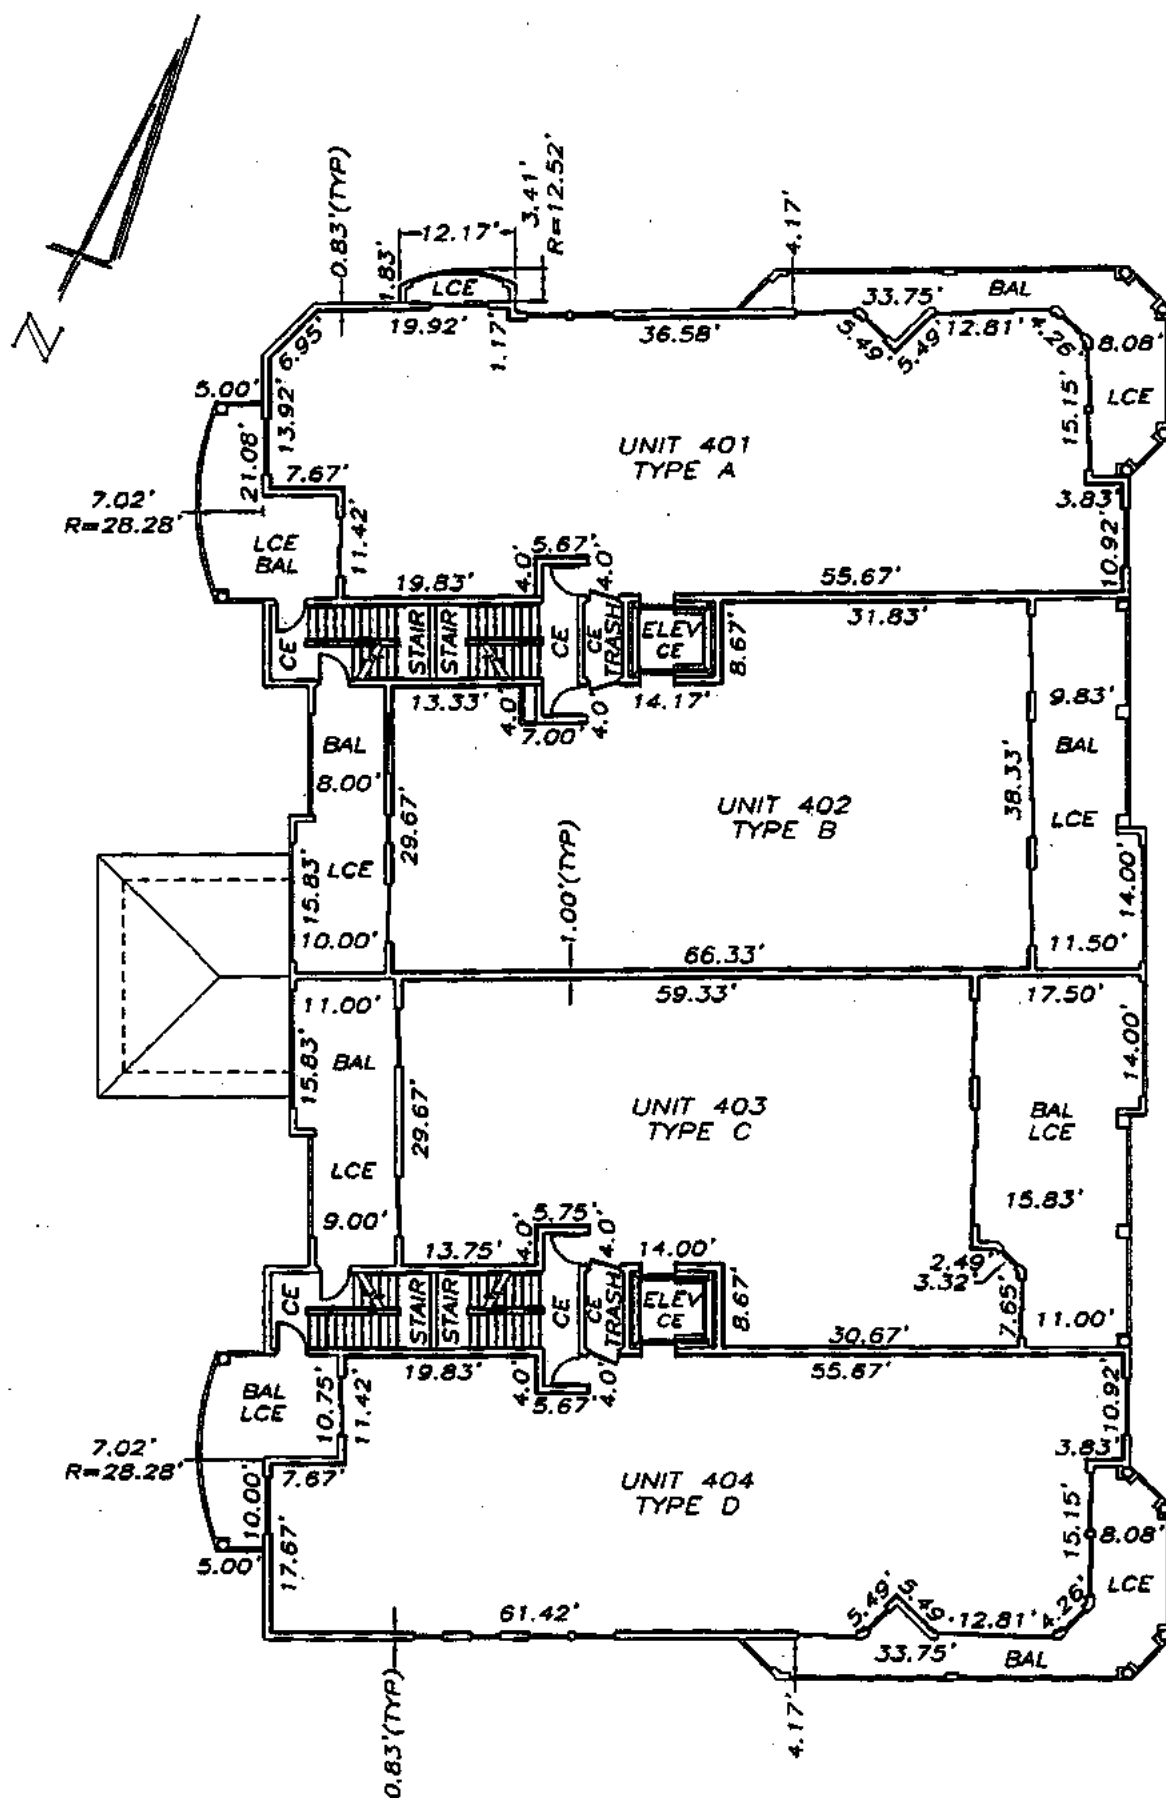 N
0.83'(TYP)
12.17'
1.83'
3.41'
R=12.52'
LCE
4.17'
BAL
33.75'
19.92'
1.17'
36.58'
5.49'
5.49'
12.81'
4.26'
8.08'
LCE
6.95'
5.00'
13.92'
21.08'
7.67'
7.02'
R=28.28'
LCE
BAL
11.42'
UNIT 401
TYPE A
15.15'
3.83'
10.92'
19.83'
4.0'
5.67'
4.0'
55.67'
31.83'
CE
STAIR
STAIR
CE
CE
TRASH
ELEV
CE
8.67'
13.33'
4.0'
7.00'
4.0'
14.17'
9.83'
BAL
BAL
8.00'
29.67'
UNIT 402
TYPE B
38.33'
LCE
LCE
15.83'
10.00'
1.00'(TYP)
14.00'
11.50'
66.33'
59.33'
11.00'
17.50'
15.83'
BAL
14.00'
29.67'
UNIT 403
TYPE C
BAL
LCE
LCE
9.00'
15.83'
13.75'
4.0'
5.75'
4.0'
14.00'
2.49'
3.32'
7.65'
11.00'
CE
STAIR
STAIR
CE
CE
TRASH
ELEV
CE
8.67'
30.67'
55.67'
19.83'
4.0'
5.67'
4.0'
10.92'
BAL
LCE
10.75'
11.42'
7.02'
R=28.28'
7.67'
3.83'
UNIT 404
TYPE D
10.00'
17.67'
5.00'
15.15'
8.08'
LCE
61.42'
5.49'
5.49'
12.81'
4.26'
33.75'
BAL
0.83'(TYP)
4.17'